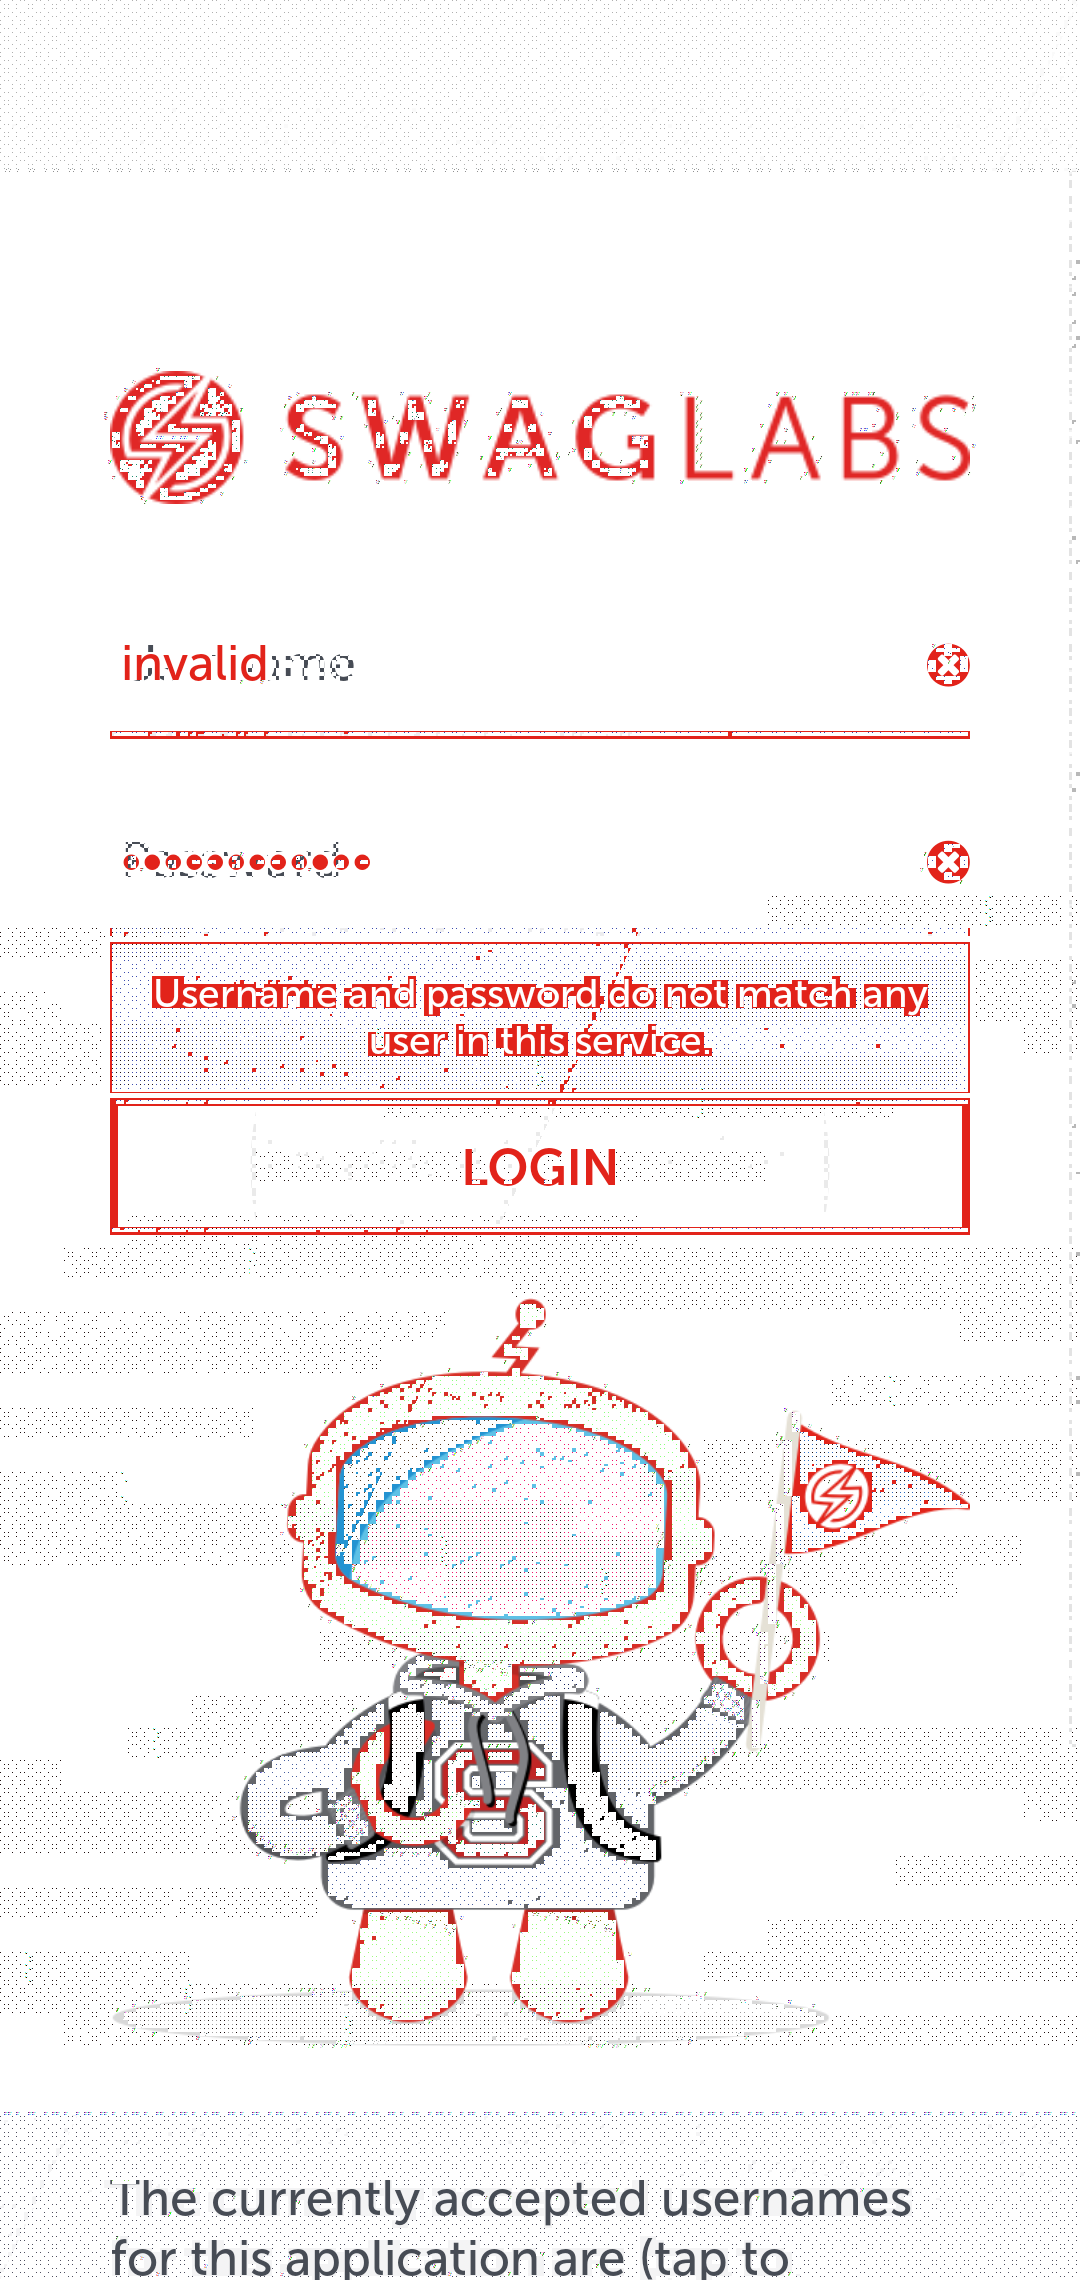 SWAGLABS
invalid
Username and password do not match any
user in this service.
LOGIN
S
The currently accepted usernames
for this application are (tap to